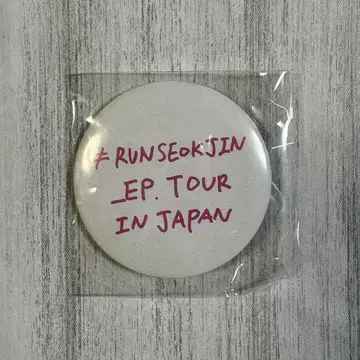 ≠ RUNSEOKJIN
_EP. TOUR
IN JAPAN